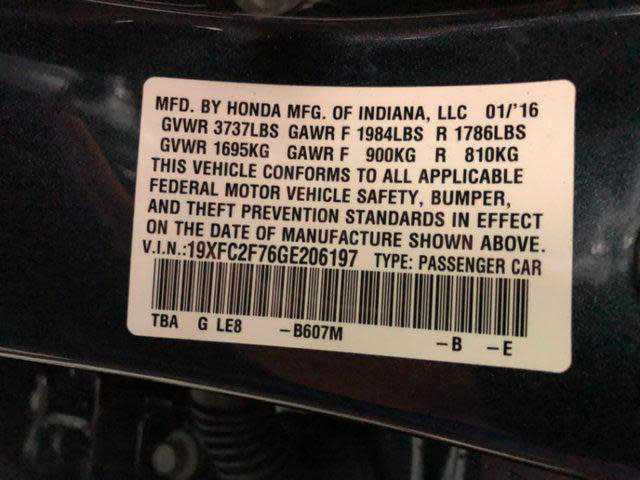 MFD. BY HONDA MFG. OF INDIANA, LLC 01/'16
GVWR 3737LBS GAWR F 1984LBS R 1786LBS
GVWR 1695KG GAWR F 900KG R 810KG
THIS VEHICLE CONFORMS TO ALL APPLICABLE
FEDERAL MOTOR VEHICLE SAFETY, BUMPER,
AND THEFT PREVENTION STANDARDS IN EFFECT
ON THE DATE OF MANUFACTURE SHOWN ABOVE.
V.I.N.:19XFC2F76GE206197 TYPE: PASSENGER CAR
TBA G LE8 -B607M -B -E